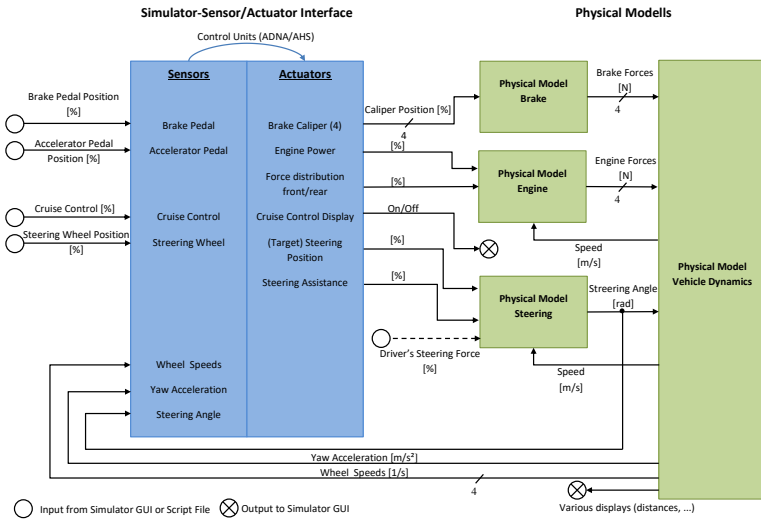 Simulator-Sensor/Actuator Interface
Physical Modells
Control Units (ADNA/AHS)
Sensors
Actuators
Brake Pedal Position
[%]
Accelerator Pedal
Position [%]
Cruise Control [%]
Steering Wheel Position
[%]
Brake Pedal
Accelerator Pedal
Cruise Control
Streering Wheel
Wheel Speeds
Yaw Acceleration
Steering Angle
Brake Caliper (4)
Engine Power
Force distribution
front/rear
Cruise Control Display
(Target) Steering
Position
Steering Assistance
Caliper Position [%]
4
[%]
[%]
On/Off
[%]
[%]
Driver's Steering Force
[%]
Physical Model
Brake
Physical Model
Engine
Physical Model
Steering
Brake Forces
[N]
4
Engine Forces
[N]
4
Speed
[m/s]
Streering Angle
[rad]
Speed
[m/s]
Physical Model
Vehicle Dynamics
Yaw Acceleration [m/s²]
Wheel Speeds [1/s]
4
Various displays (distances, ...)
Input from Simulator GUI or Script File
Output to Simulator GUI